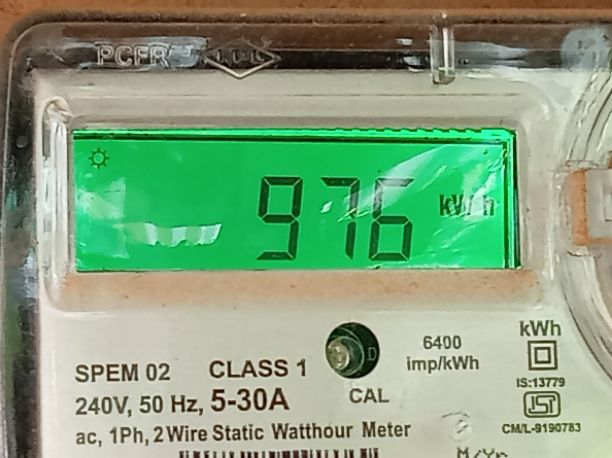 PCFR
976 kWh
6400
imp/kWh
kWh
SPEM 02 CLASS 1
240V, 50 Hz, 5-30A
CAL
IS:13779
ISI
CM/L-9190783
ac, 1Ph, 2 Wire Static Watthour Meter